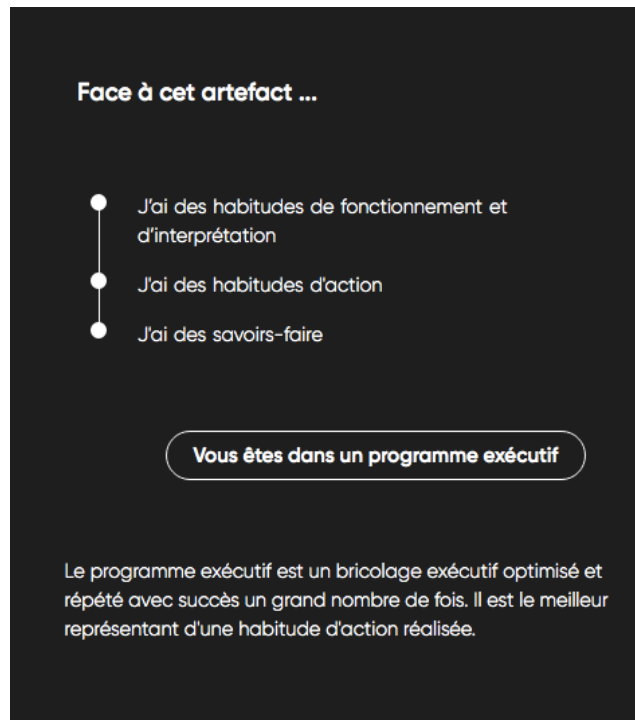 Face à cet artefact ...
J'ai des habitudes de fonctionnement et
d'interprétation
J'ai des habitudes d'action
J'ai des savoirs-faire
Vous êtes dans un programme exécutif
Le programme exécutif est un bricolage exécutif optimisé et
répété avec succès un grand nombre de fois. Il est le meilleur
représentant d'une habitude d'action réalisée.